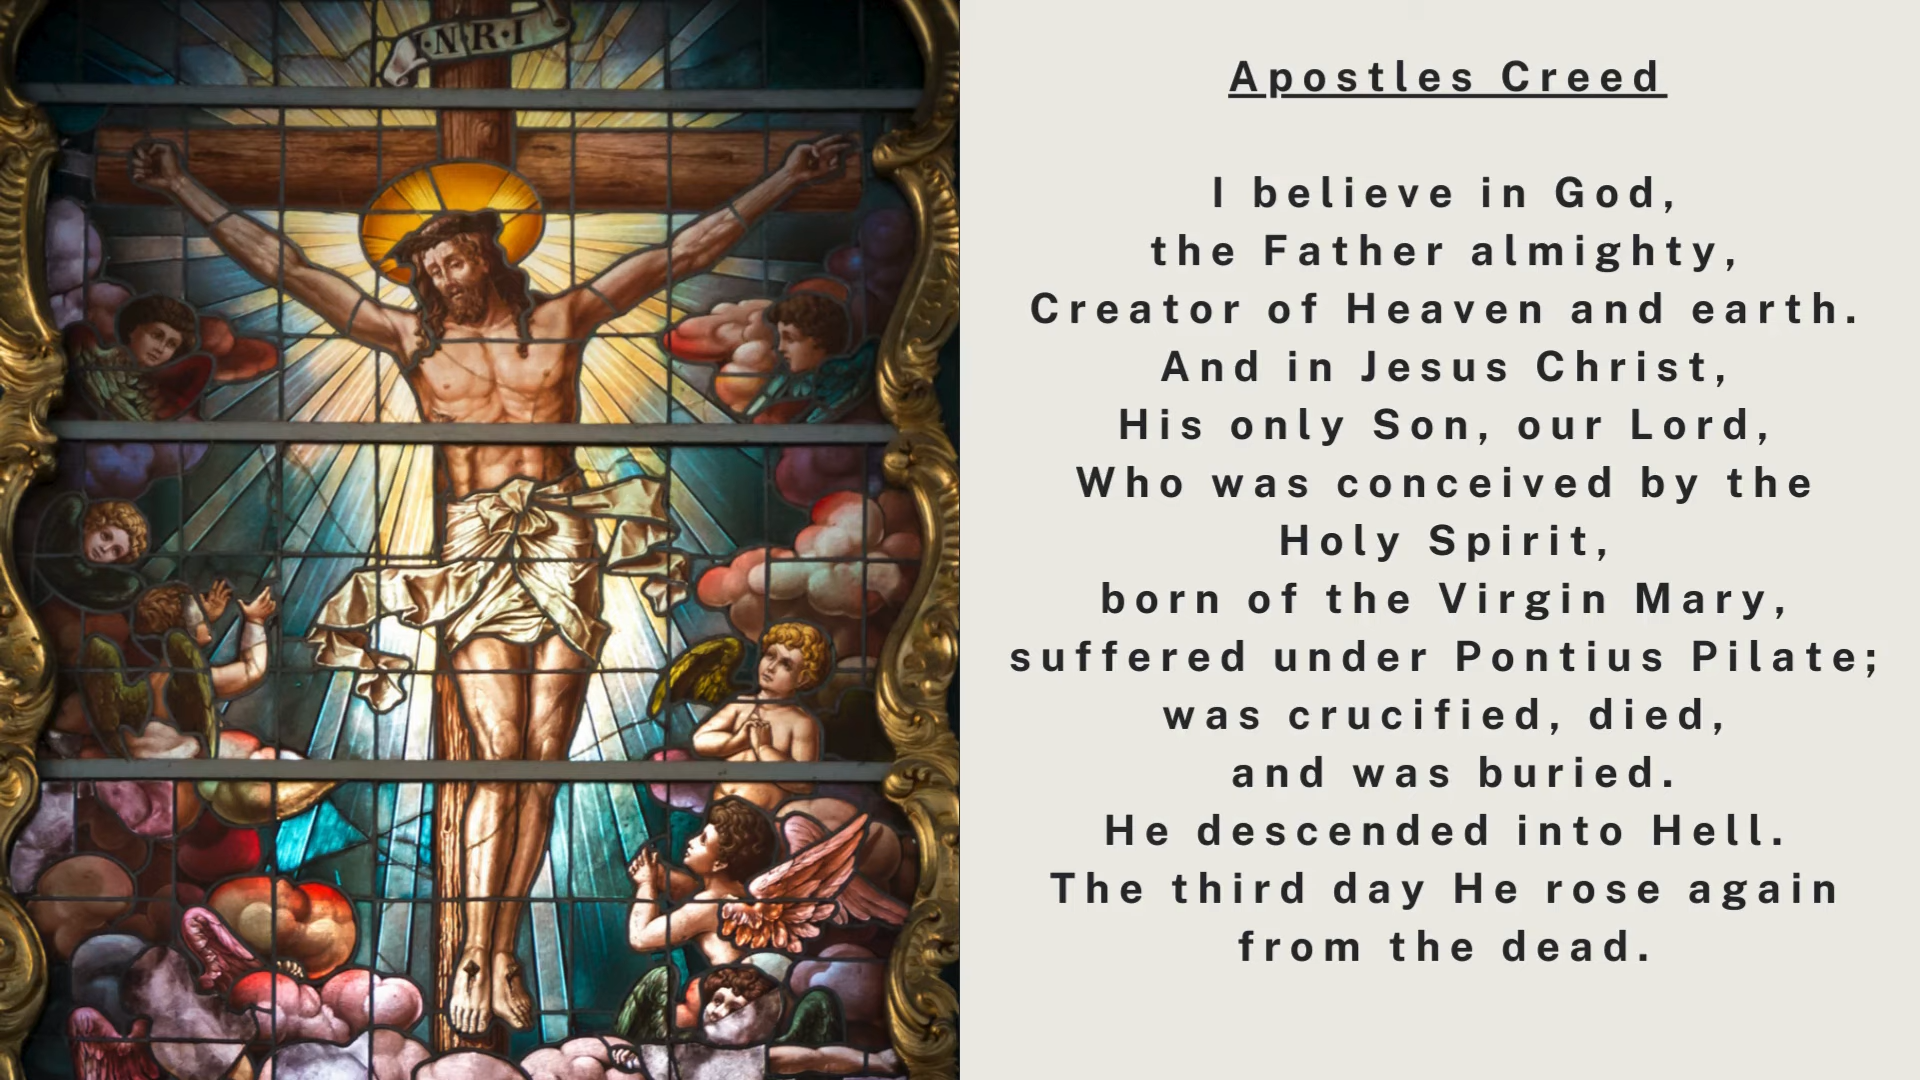 I·N·R·I
Apostles Creed
I believe in God,
the Father almighty,
Creator of Heaven and earth.
And in Jesus Christ,
His only Son, our Lord,
Who was conceived by the
Holy Spirit,
born of the Virgin Mary,
suffered under Pontius Pilate;
was crucified, died,
and was buried.
He descended into Hell.
The third day He rose again
from the dead.